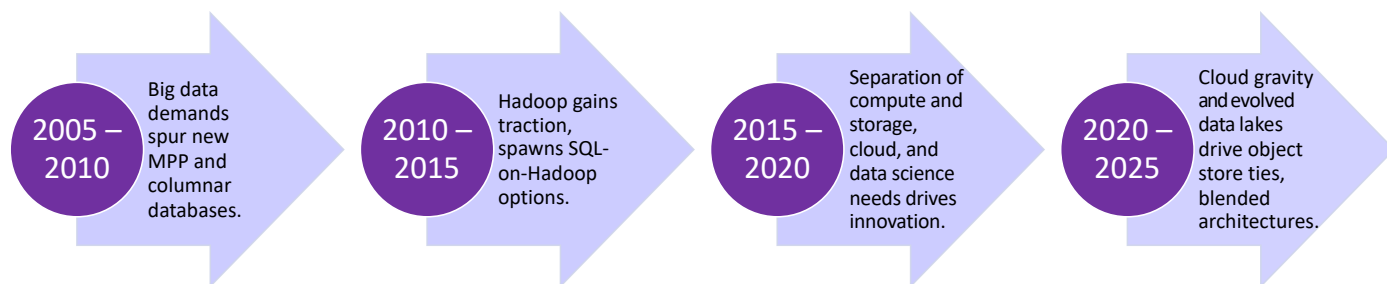 2005 –
2010
Big data
demands
spur new
MPP and
columnar
databases.
2010 –
2015
Hadoop gains
traction,
spawns SQL-
on-Hadoop
options.
2015 –
2020
Separation of
compute and
storage,
cloud, and
data science
needs drives
innovation.
2020 –
2025
Cloud gravity
and evolved
data lakes
drive object
store ties,
blended
architectures.